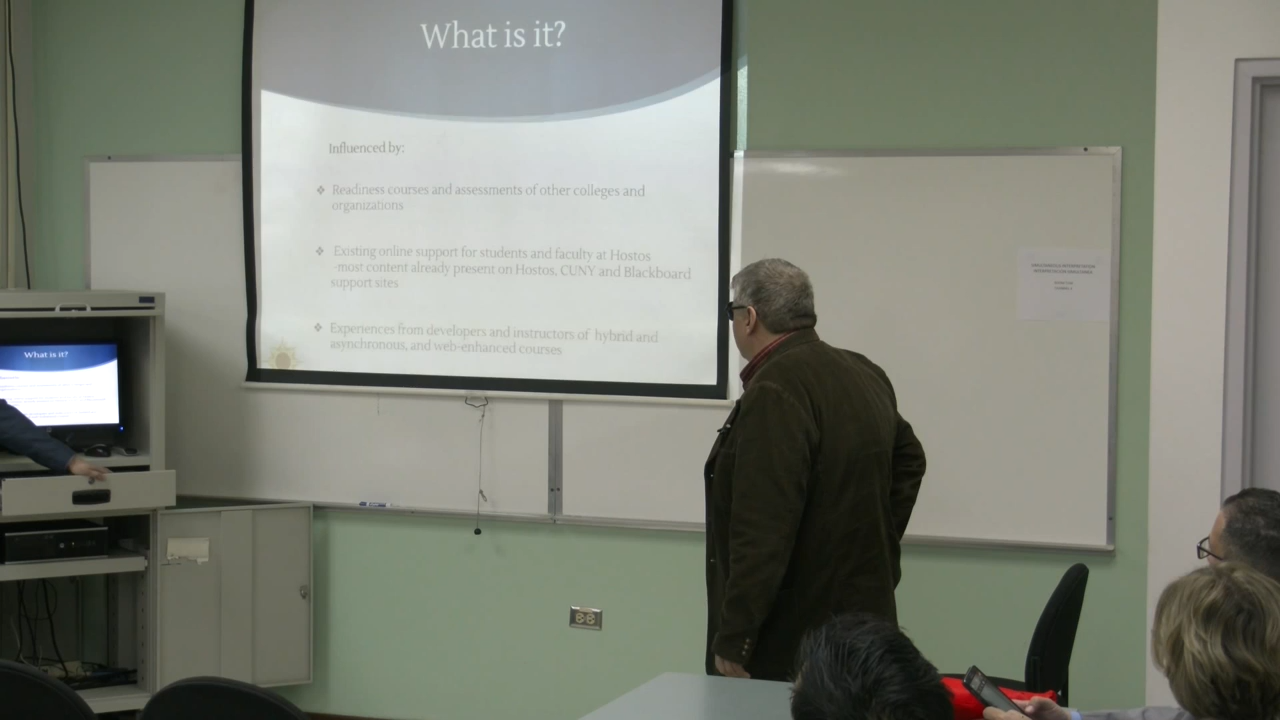 What is it?
Influenced by:
❖ Readiness courses and assessments of other colleges and
organizations
❖ Existing online support for students and faculty at Hostos
-most content already present on Hostos, CUNY and Blackboard
support sites
❖ Experiences from developers and instructors of hybrid and
asynchronous, and web-enhanced courses
What is it?